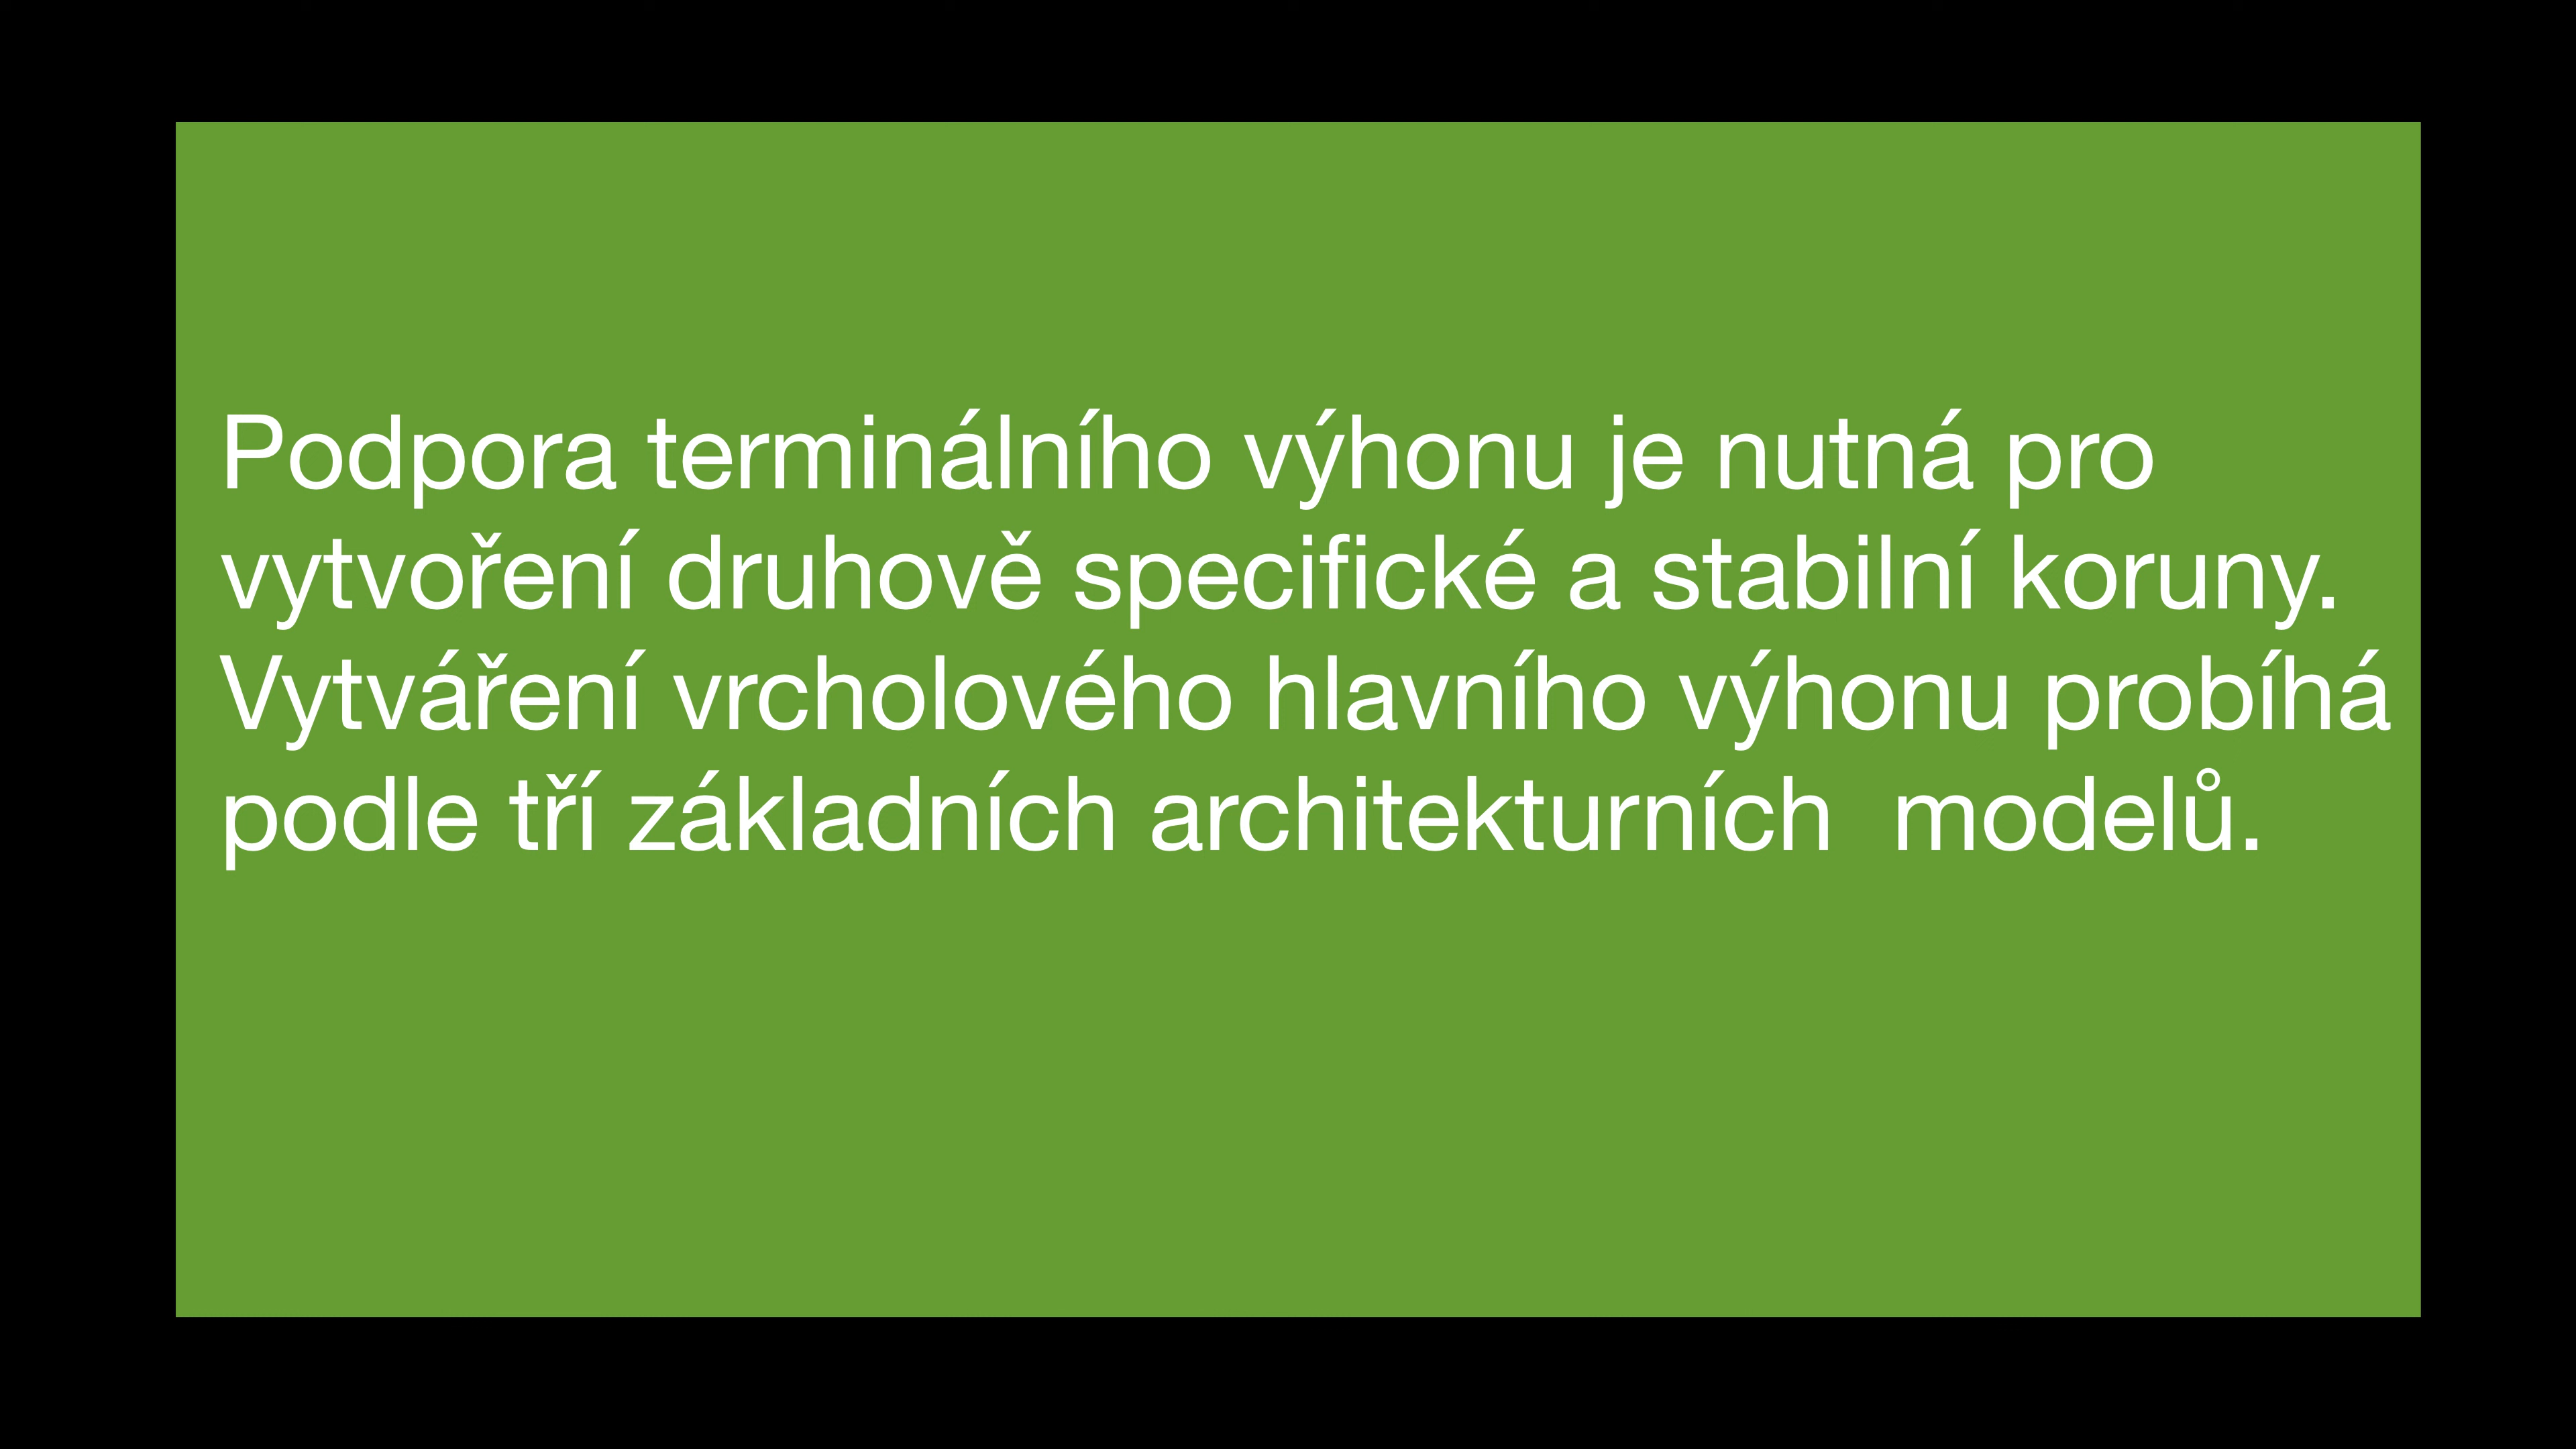 Podpora terminálního výhonu je nutná pro
vytvoření druhově specifické a stabilní koruny.
Vytváření vrcholového hlavního výhonu probíhá
podle tří základních architekturních  modelů.